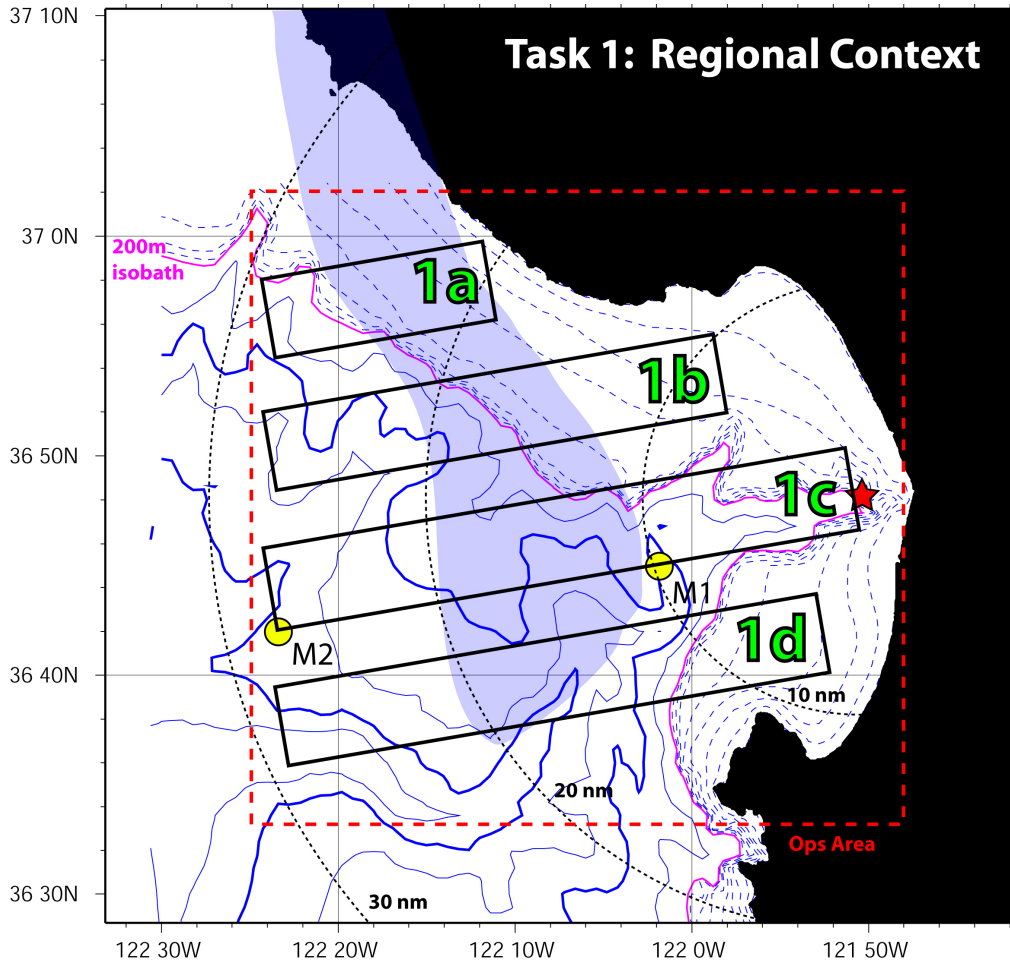 37 10N
Task 1: Regional Context
37 0N
200m
isobath
1a
1b
36 50N
1c
M1
M2
1d
36 40N
10 nm
20 nm
Ops Area
36 30N
30 nm
122 30W
122 20W
122 10W
122 0W
121 50W